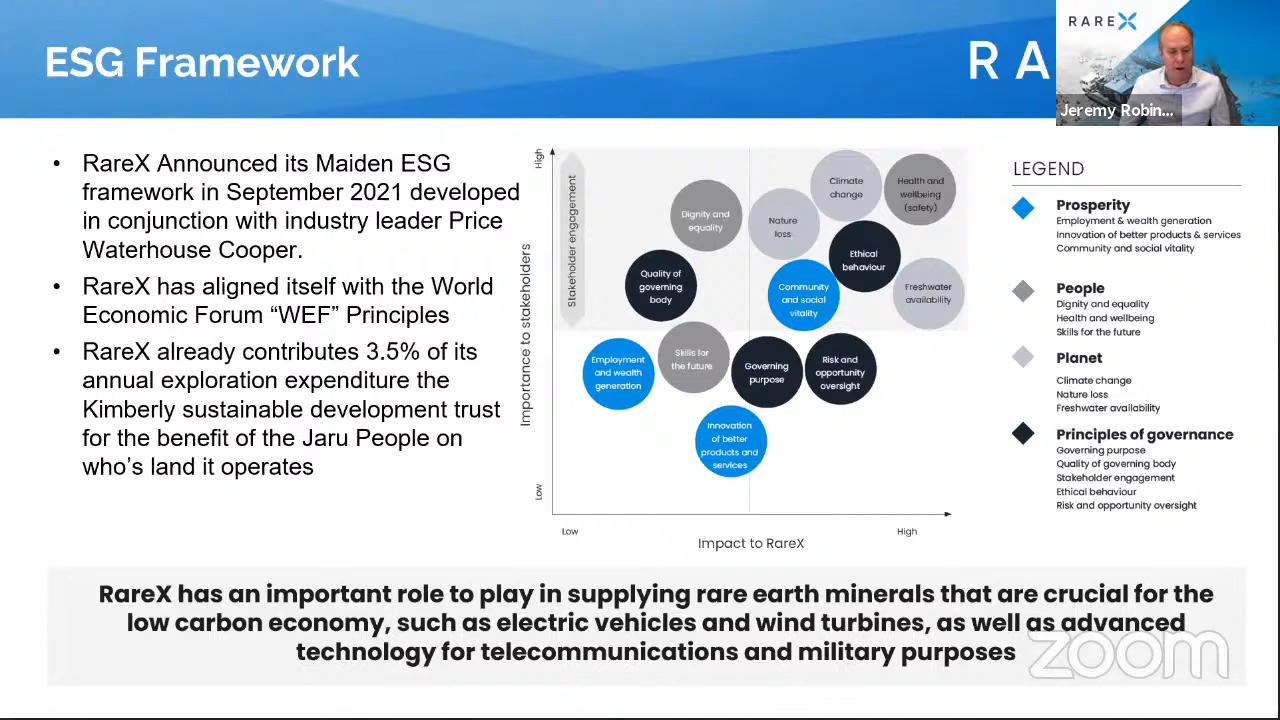 ESG Framework
RA
RAREX
Jeremy Robin...
• RareX Announced its Maiden ESG
framework in September 2021 developed
in conjunction with industry leader Price
Waterhouse Cooper.
• RareX has aligned itself with the World
Economic Forum “WEF” Principles
• RareX already contributes 3.5% of its
annual exploration expenditure the
Kimberly sustainable development trust
for the benefit of the Jaru People on
who’s land it operates
Importance to stakeholders
High
Low
Stakeholder engagement
Climate
change
Health and
wellbeing
(safety)
Dignity and
equality
Nature
loss
Ethical
behaviour
Quality of
governing
body
Community
and social
vitality
Freshwater
availability
Employment
and wealth
generation
Skills for
the future
Governing
purpose
Risk and
opportunity
oversight
Innovation
of better
products and
services
Low
High
Impact to RareX
LEGEND
Prosperity
Employment & wealth generation
Innovation of better products & services
Community and social vitality
People
Dignity and equality
Health and wellbeing
Skills for the future
Planet
Climate change
Nature loss
Freshwater availability
Principles of governance
Governing purpose
Quality of governing body
Stakeholder engagement
Ethical behaviour
Risk and opportunity oversight
RareX has an important role to play in supplying rare earth minerals that are crucial for the
low carbon economy, such as electric vehicles and wind turbines, as well as advanced
technology for telecommunications and military purposes
zoom